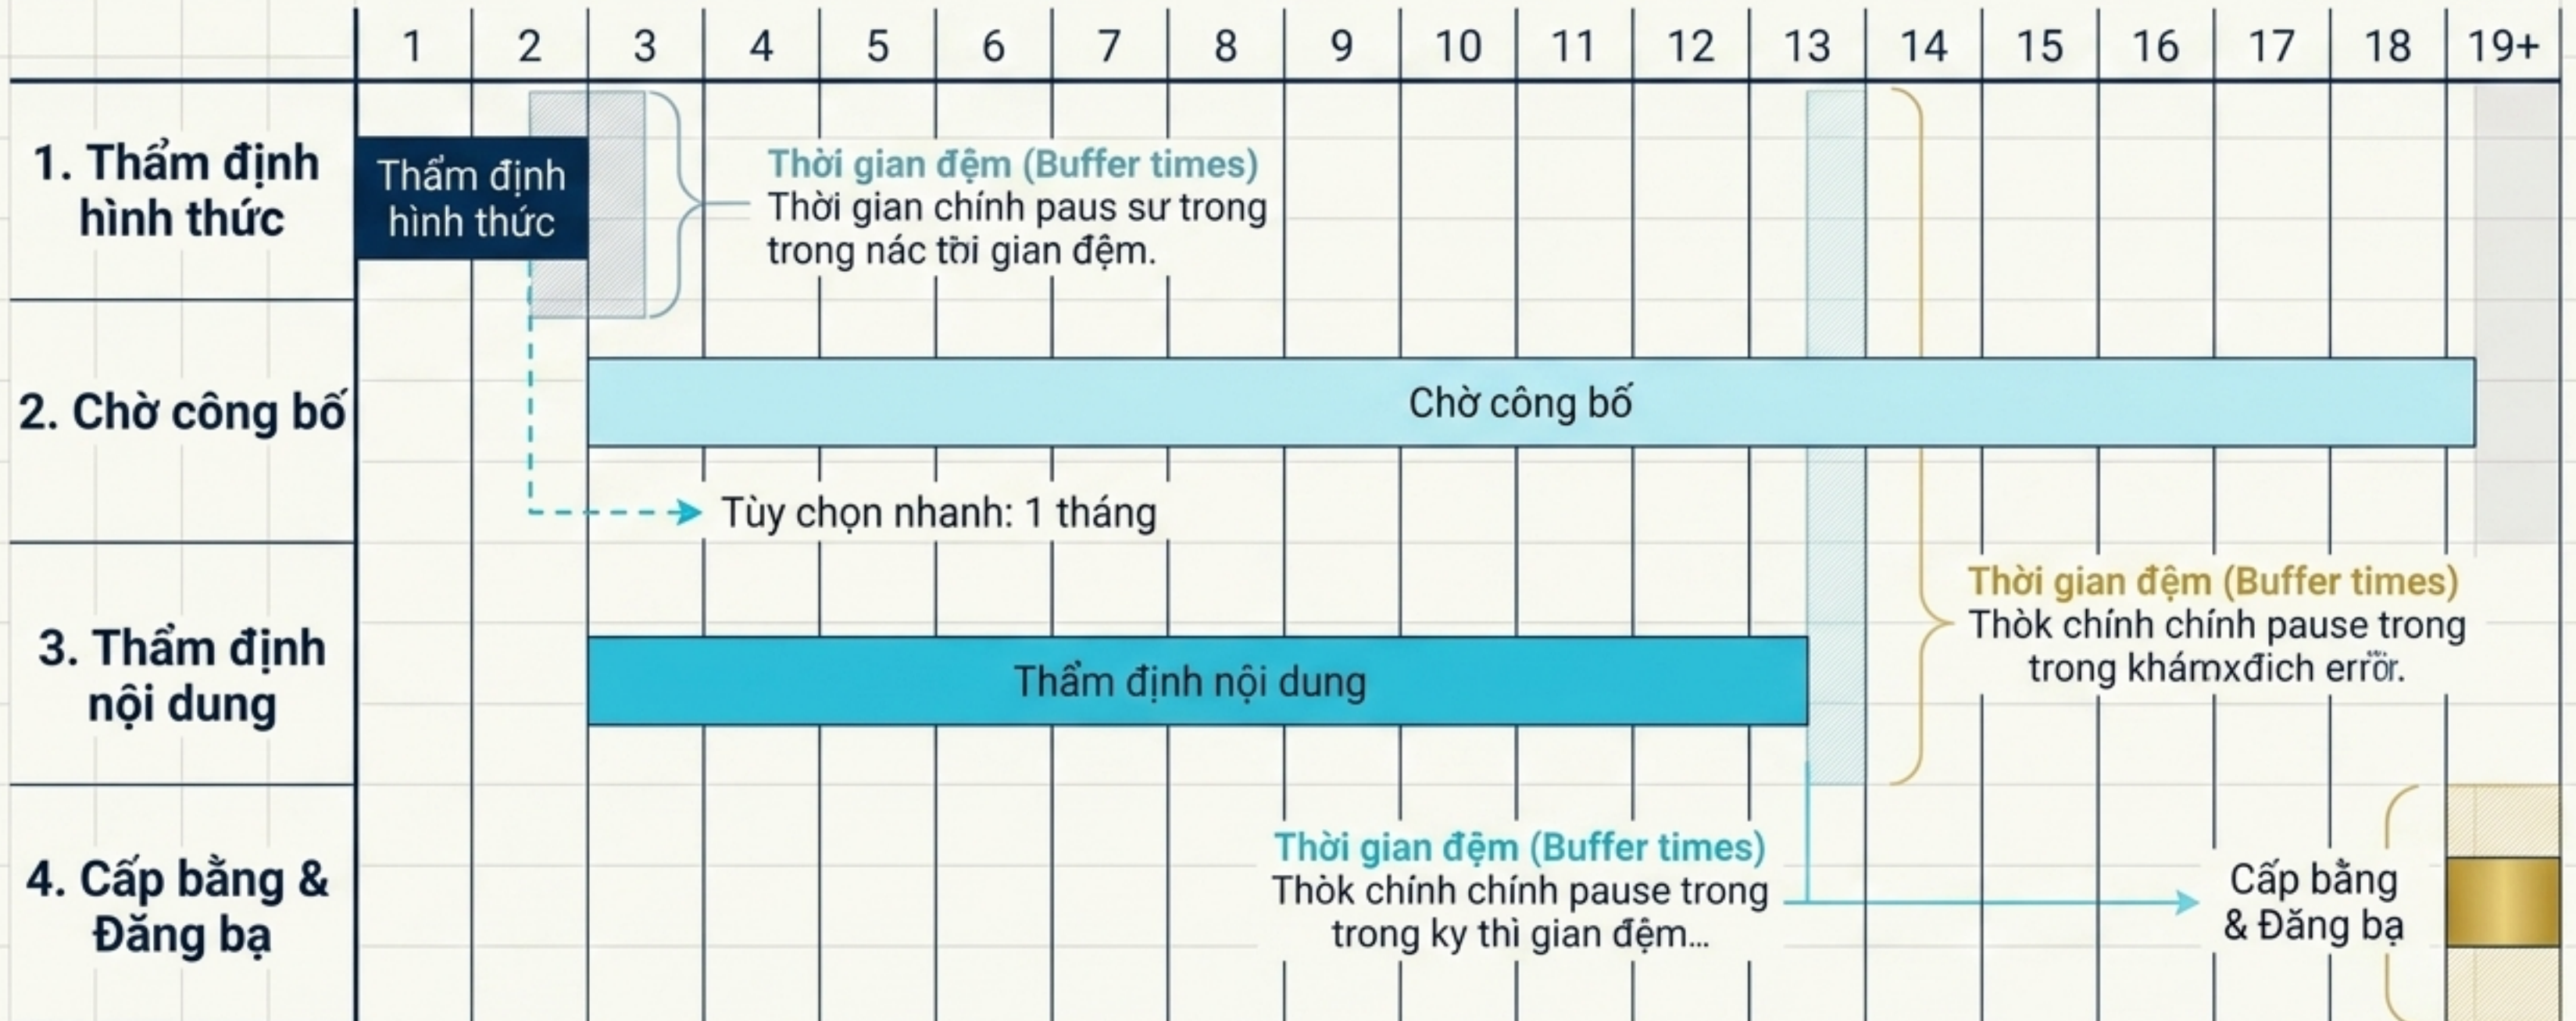 1 2 3 4 5 6 7 8 9 10 11 12 13 14 15 16 17 18 19+
1. Thẩm định
hình thức
Thẩm định
hình thức
Thời gian đệm (Buffer times)
Thời gian chính paus sư trong
trong nác tời gian đệm.
2. Chờ công bố
Chờ công bố
Tùy chọn nhanh: 1 tháng
3. Thẩm định
nội dung
Thẩm định nội dung
Thời gian đệm (Buffer times)
Thòk chính chính pause trong
trong
4. Cấp bằng &
Đăng bạ
Thời gian đệm (Buffer times)
Thòk chính chính pause trong
trong ky thì gian đệm...
Cấp bằng
& Đăng bạ